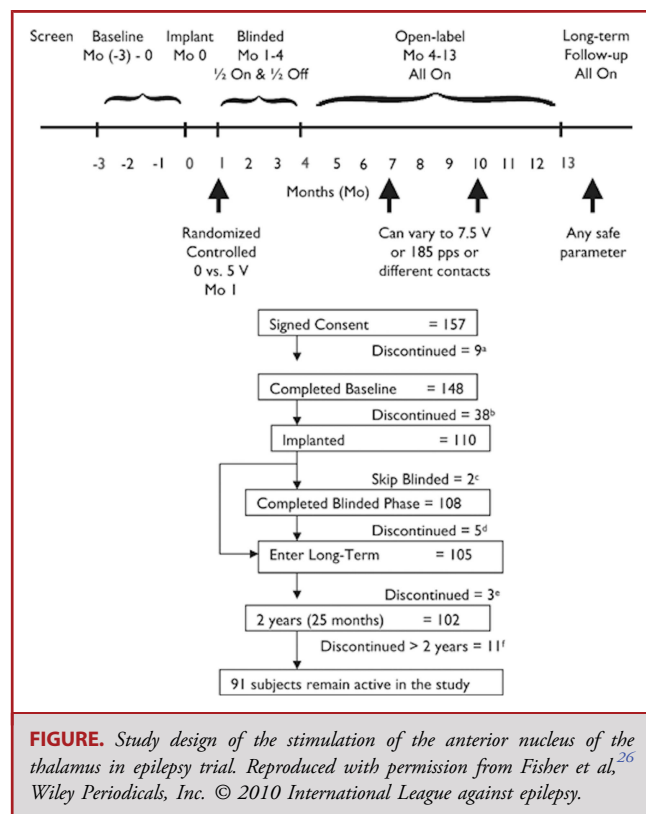 Screen Baseline Implant Blinded Open-label Long-term
Mo (-3) - 0 Mo 0 Mo 1-4 Mo 4-13 Follow-up
½ On & ½ Off All On All On
-3 -2 -1 0 1 2 3 4 5 6 7 8 9 10 11 12 13
Months (Mo)
Randomized Can vary to 7.5 V Any safe
Controlled or 185 pps or parameter
0 vs. 5 V different contacts
Mo 1
Signed Consent = 157
Discontinued = 9ᵃ
Completed Baseline = 148
Discontinued = 38ᵇ
Implanted = 110
Skip Blinded = 2ᶜ
Completed Blinded Phase = 108
Discontinued = 5ᵈ
Enter Long-Term = 105
Discontinued = 3ᵉ
2 years (25 months) = 102
Discontinued > 2 years = 11ᶠ
91 subjects remain active in the study
FIGURE. Study design of the stimulation of the anterior nucleus of the
thalamus in epilepsy trial. Reproduced with permission from Fisher et al,²⁶
Wiley Periodicals, Inc. © 2010 International League against epilepsy.